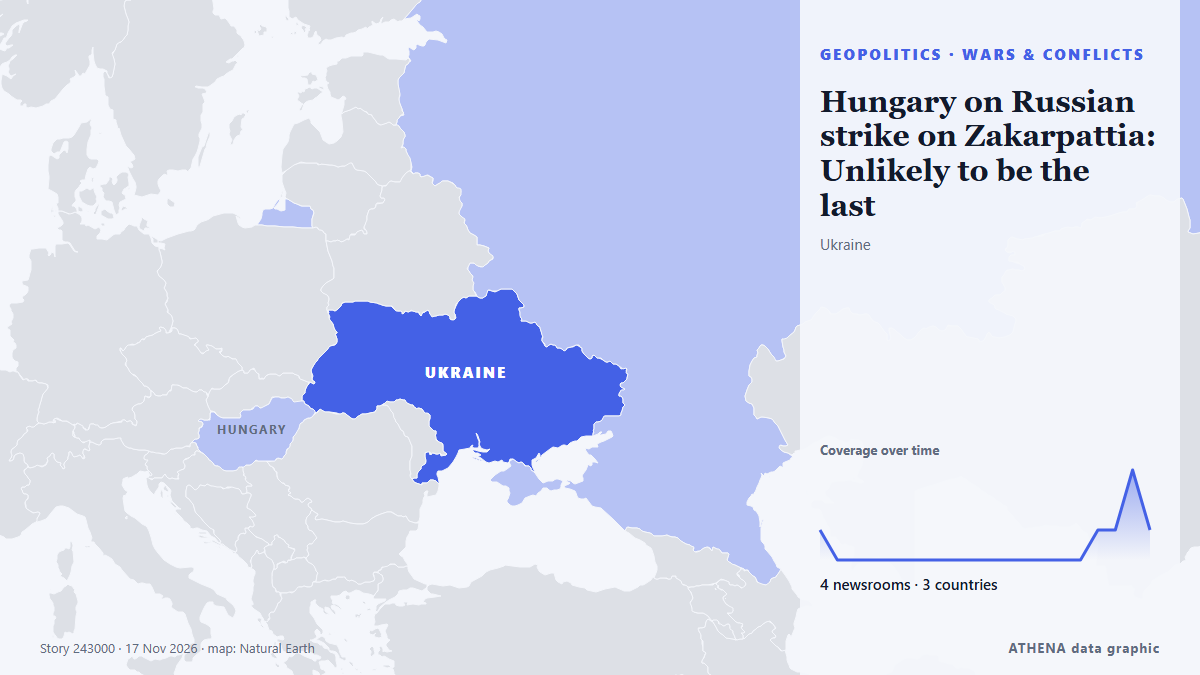 GEOPOLITICS · WARS & CONFLICTS
Hungary on Russian
strike on Zakarpattia:
Unlikely to be the
last
Ukraine
UKRAINE
HUNGARY
Coverage over time
4 newsrooms · 3 countries
Story 243000 · 17 Nov 2026 · map: Natural Earth
ATHENA data graphic